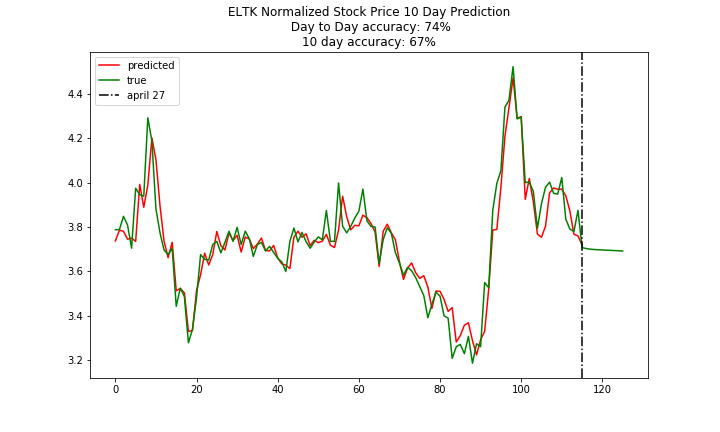 ELTK Normalized Stock Price 10 Day Prediction
Day to Day accuracy: 74%
10 day accuracy: 67%
predicted
true
april 27
4.4
4.2
4.0
3.8
3.6
3.4
3.2
0 20 40 60 80 100 120